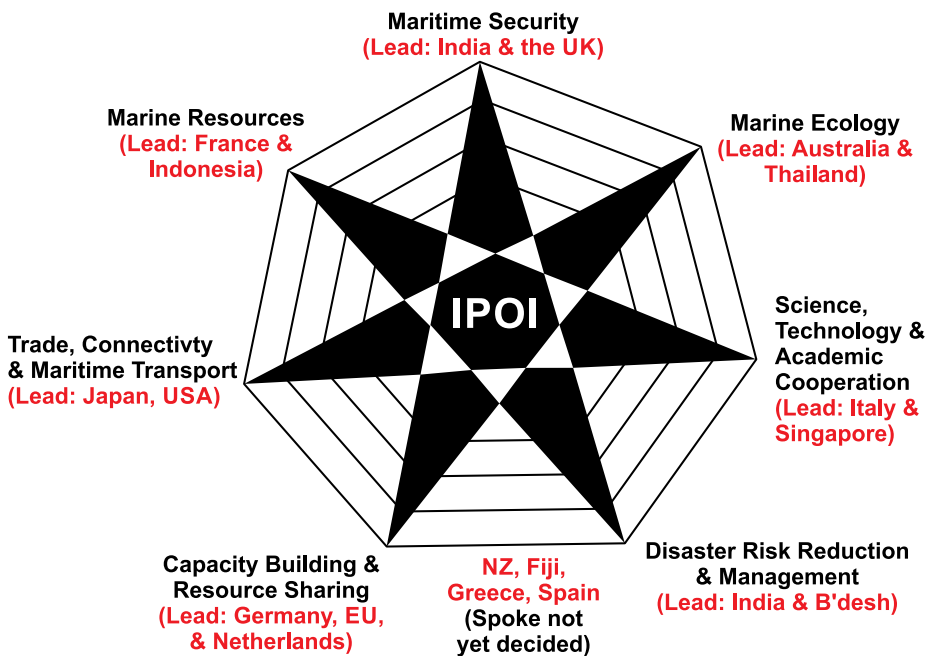 Maritime Security
(Lead: India & the UK)
Marine Resources
(Lead: France &
Indonesia)
Marine Ecology
(Lead: Australia &
Thailand)
IPOI
Trade, Connectivty
& Maritime Transport
(Lead: Japan, USA)
Science,
Technology &
Academic
Cooperation
(Lead: Italy &
Singapore)
Capacity Building &
Resource Sharing
(Lead: Germany, EU,
& Netherlands)
NZ, Fiji,
Greece, Spain
(Spoke not
yet decided)
Disaster Risk Reduction
& Management
(Lead: India & B'desh)